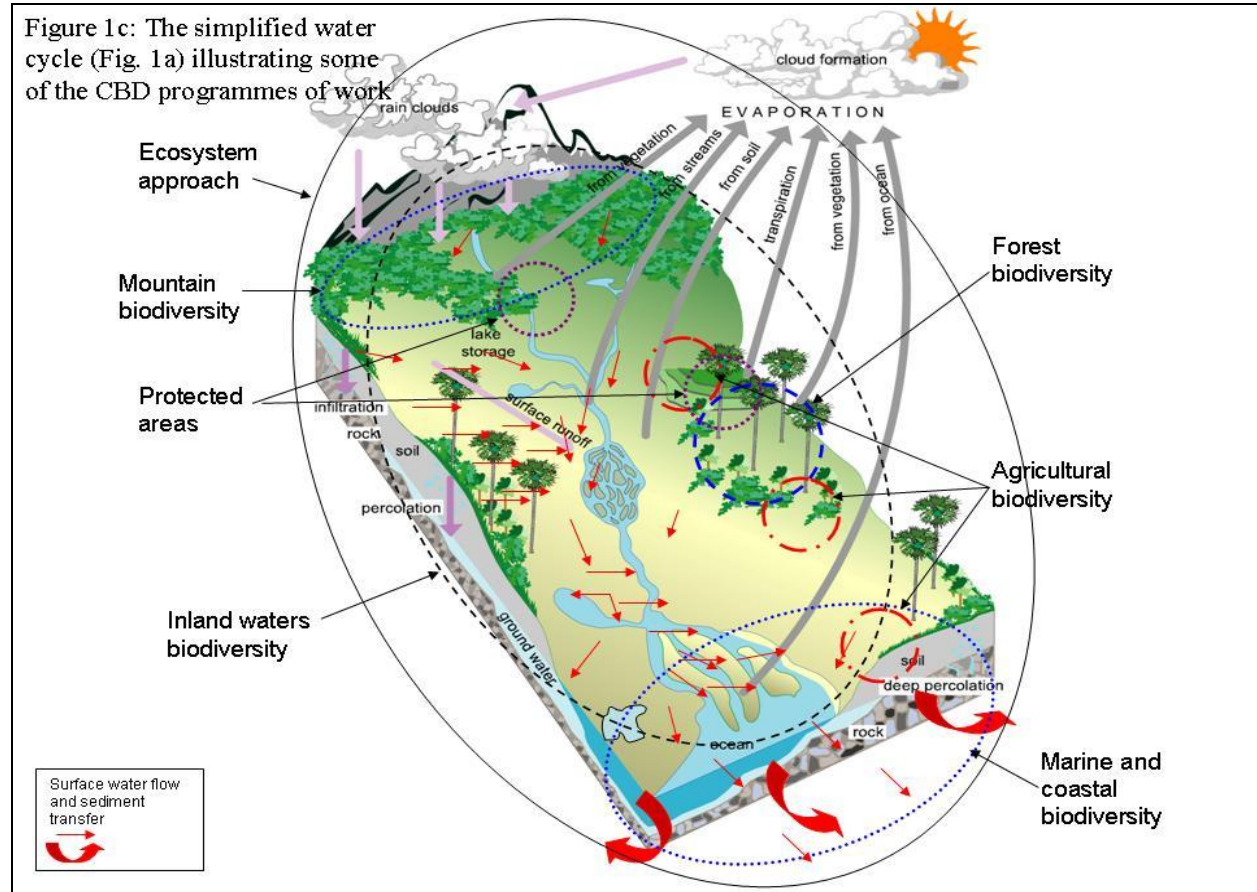 Figure 1c: The simplified water
cycle (Fig. 1a) illustrating some
of the CBD programmes of work
cloud formation
rain clouds
EVAPORATION
from vegetation
from streams
from soil
transpiration
from vegetation
from ocean
Ecosystem
approach
Forest
biodiversity
Mountain
biodiversity
lake
storage
Protected
areas
surface runoff
infiltration
rock
soil
Agricultural
biodiversity
percolation
Inland waters
biodiversity
ground water
soil
deep percolation
rock
ocean
Marine and
coastal
biodiversity
Surface water flow
and sediment
transfer